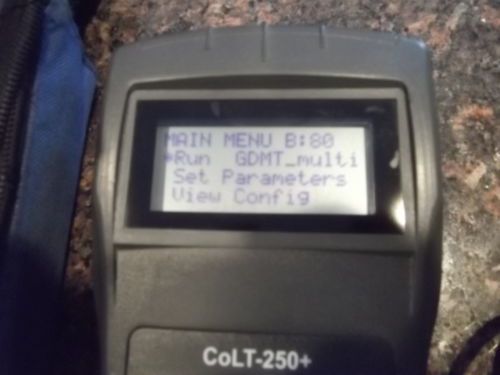 MAIN MENU B:80
*Run GDMT_multi
Set Parameters
View Config
CoLT-250+